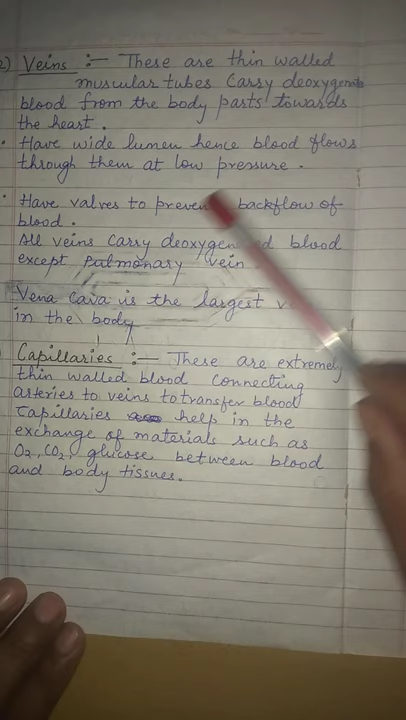 2) Veins :- These are thin walled
muscular tubes Carry deoxygenate
blood from the body parts towards
the heart.
• Have wide lumen hence blood flows
through them at low pressure.
• Have valves to preven backflow of
blood.
All veins carry deoxygen d blood
except Pulmonary vein
Vena Cava is the largest
in the body
Capillaries :- These are extremely
thin walled blood connecting
arteries to veins to transfer blood
Capillaries help in the
exchange of materials such as
O2, CO2, glucose between blood
and body tissues.